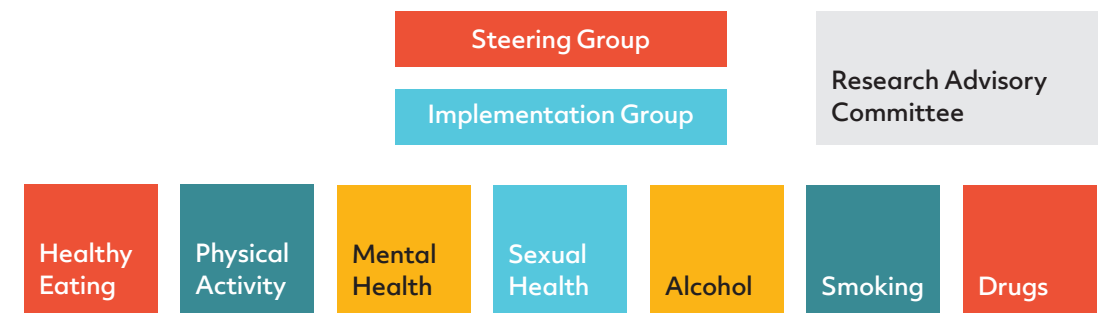 Steering Group
Implementation Group
Research Advisory
Committee
Healthy
Eating
Physical
Activity
Mental
Health
Sexual
Health
Alcohol
Smoking
Drugs